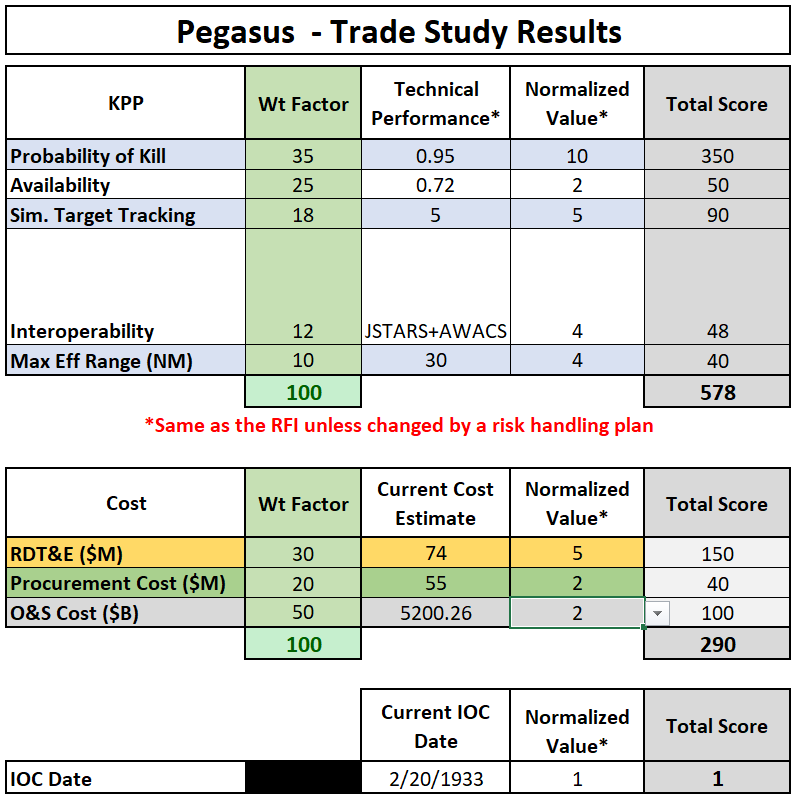 Pegasus - Trade Study Results
KPP Wt Factor Technical Performance* Normalized Value* Total Score
Probability of Kill 35 0.95 10 350
Availability 25 0.72 2 50
Sim. Target Tracking 18 5 5 90
Interoperability 12 JSTARS+AWACS 4 48
Max Eff Range (NM) 10 30 4 40
100 578
*Same as the RFI unless changed by a risk handling plan
Cost Wt Factor Current Cost Estimate Normalized Value* Total Score
RDT&E ($M) 30 74 5 150
Procurement Cost ($M) 20 55 2 40
O&S Cost ($B) 50 5200.26 2 100
100 290
Current IOC Date Normalized Value* Total Score
IOC Date 2/20/1933 1 1